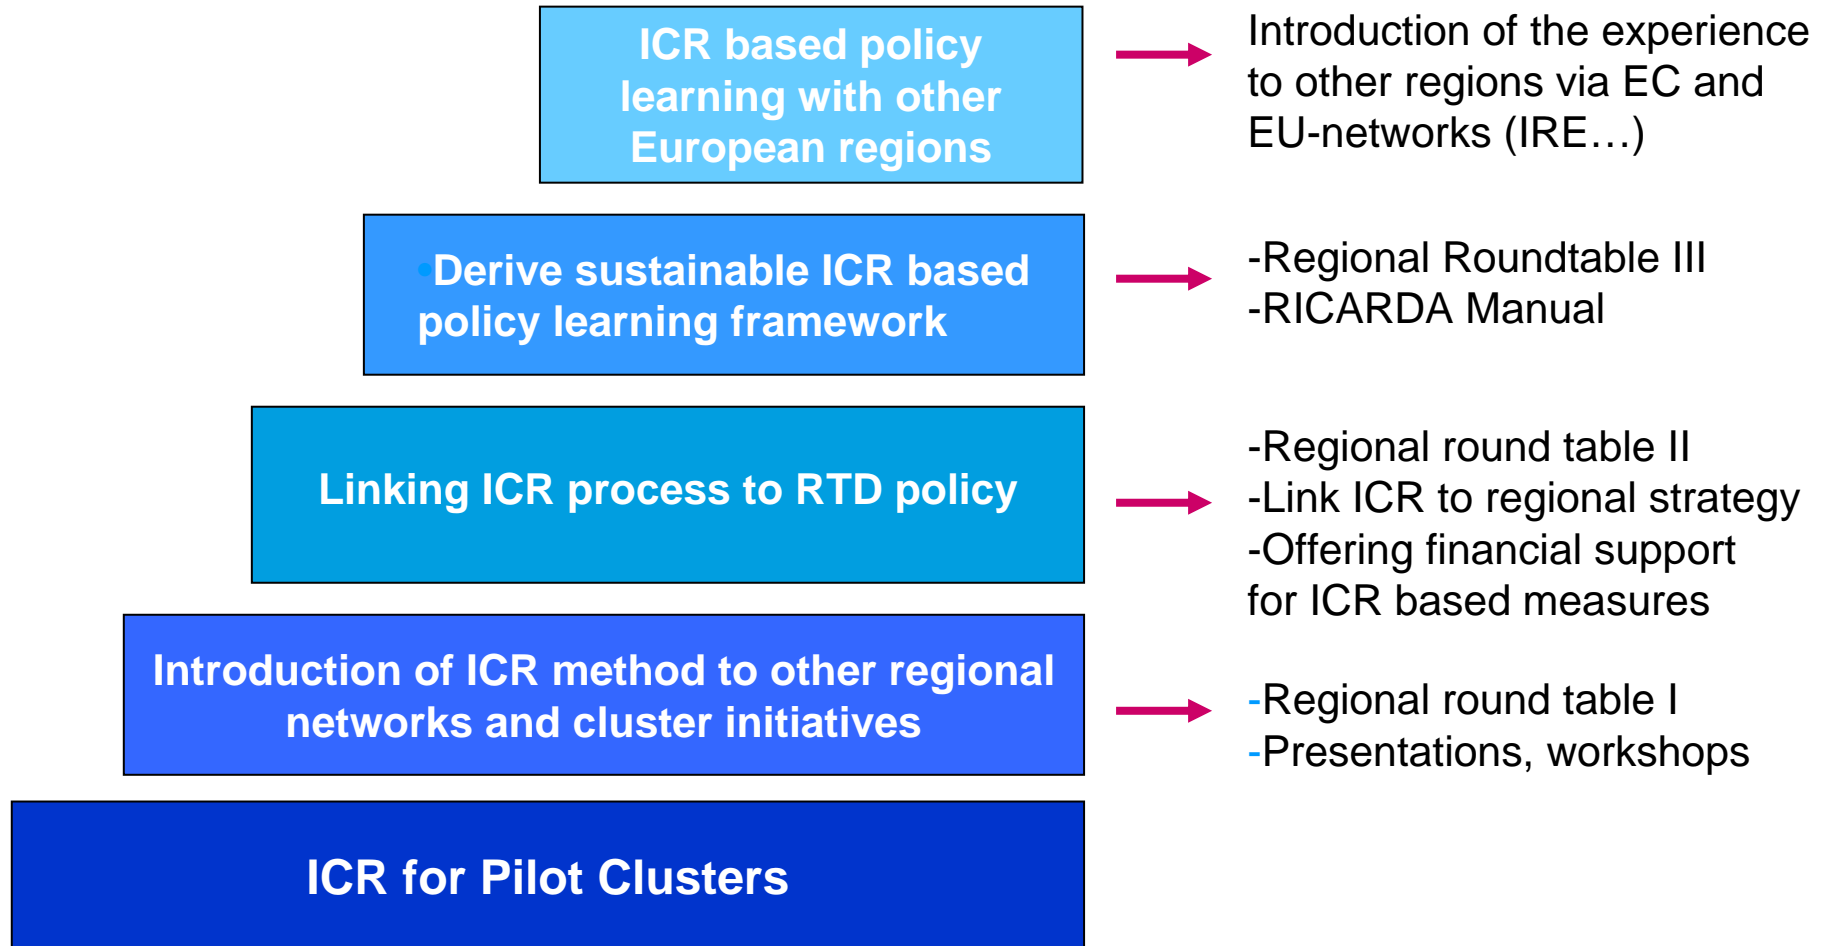 ICR based policy
learning with other
European regions
Introduction of the experience
to other regions via EC and
EU-networks (IRE…)
•Derive sustainable ICR based
policy learning framework
-Regional Roundtable III
-RICARDA Manual
Linking ICR process to RTD policy
-Regional round table II
-Link ICR to regional strategy
-Offering financial support
for ICR based measures
Introduction of ICR method to other regional
networks and cluster initiatives
-Regional round table I
-Presentations, workshops
ICR for Pilot Clusters